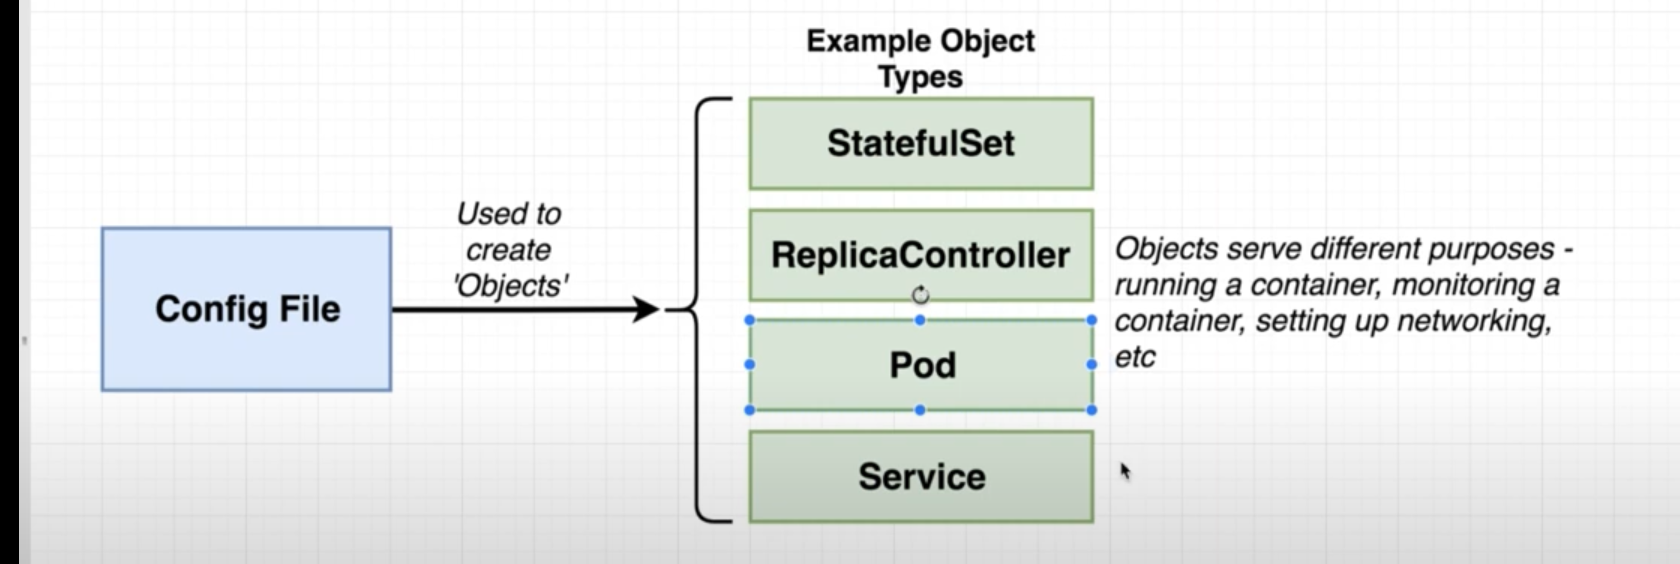 Example Object
Types
StatefulSet
Used to
create
'Objects'
Config File
ReplicaController
Pod
Service
Objects serve different purposes -
running a container, monitoring a
container, setting up networking,
etc